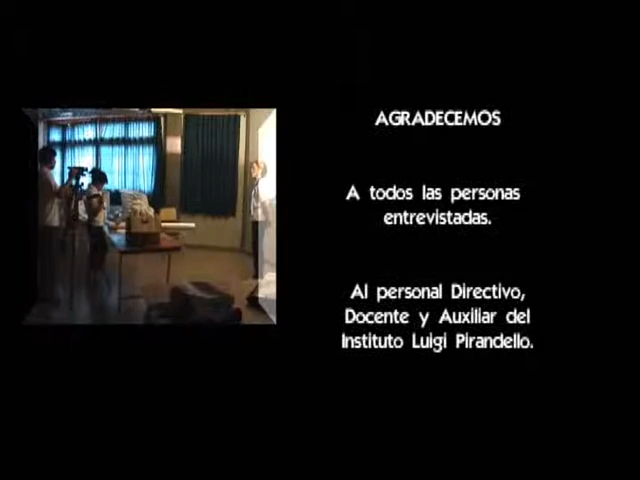 AGRADECEMOS
A todos las personas
entrevistadas.
Al personal Directivo,
Docente y Auxiliar del
Instituto Luigi Pirandello.